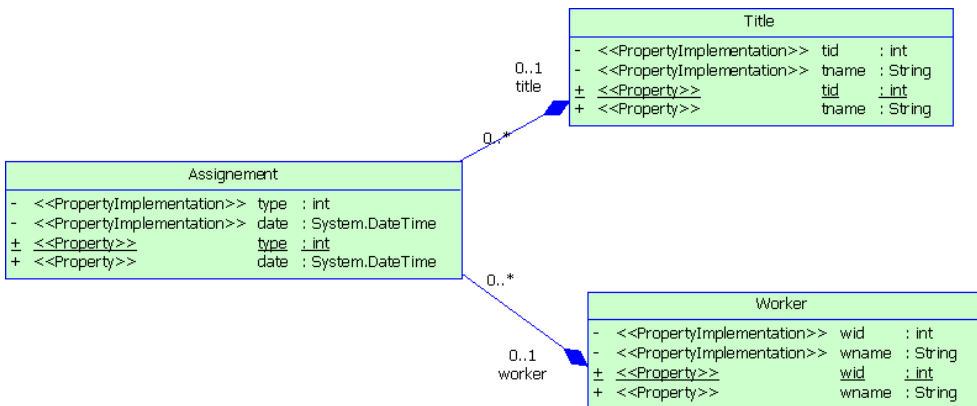 Title
- <<PropertyImplementation>> tid : int
- <<PropertyImplementation>> tname : String
+ <<Property>> tid : int
+ <<Property>> tname : String
0..1
title
0..*
Assignement
- <<PropertyImplementation>> type : int
- <<PropertyImplementation>> date : System.DateTime
+ <<Property>> type : int
+ <<Property>> date : System.DateTime
0..*
0..1
worker
Worker
- <<PropertyImplementation>> wid : int
- <<PropertyImplementation>> wname : String
+ <<Property>> wid : int
+ <<Property>> wname : String